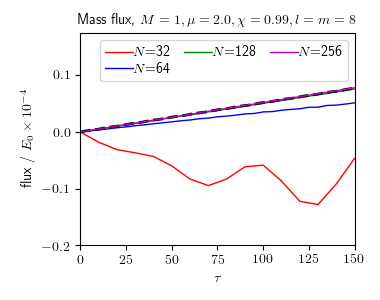 Mass flux, M = 1, μ = 2.0, χ = 0.99, l = m = 8
N=32
N=64
N=128
N=256
flux / E₀ × 10⁻⁴
0.1
0.0
−0.1
−0.2
0 25 50 75 100 125 150
τ